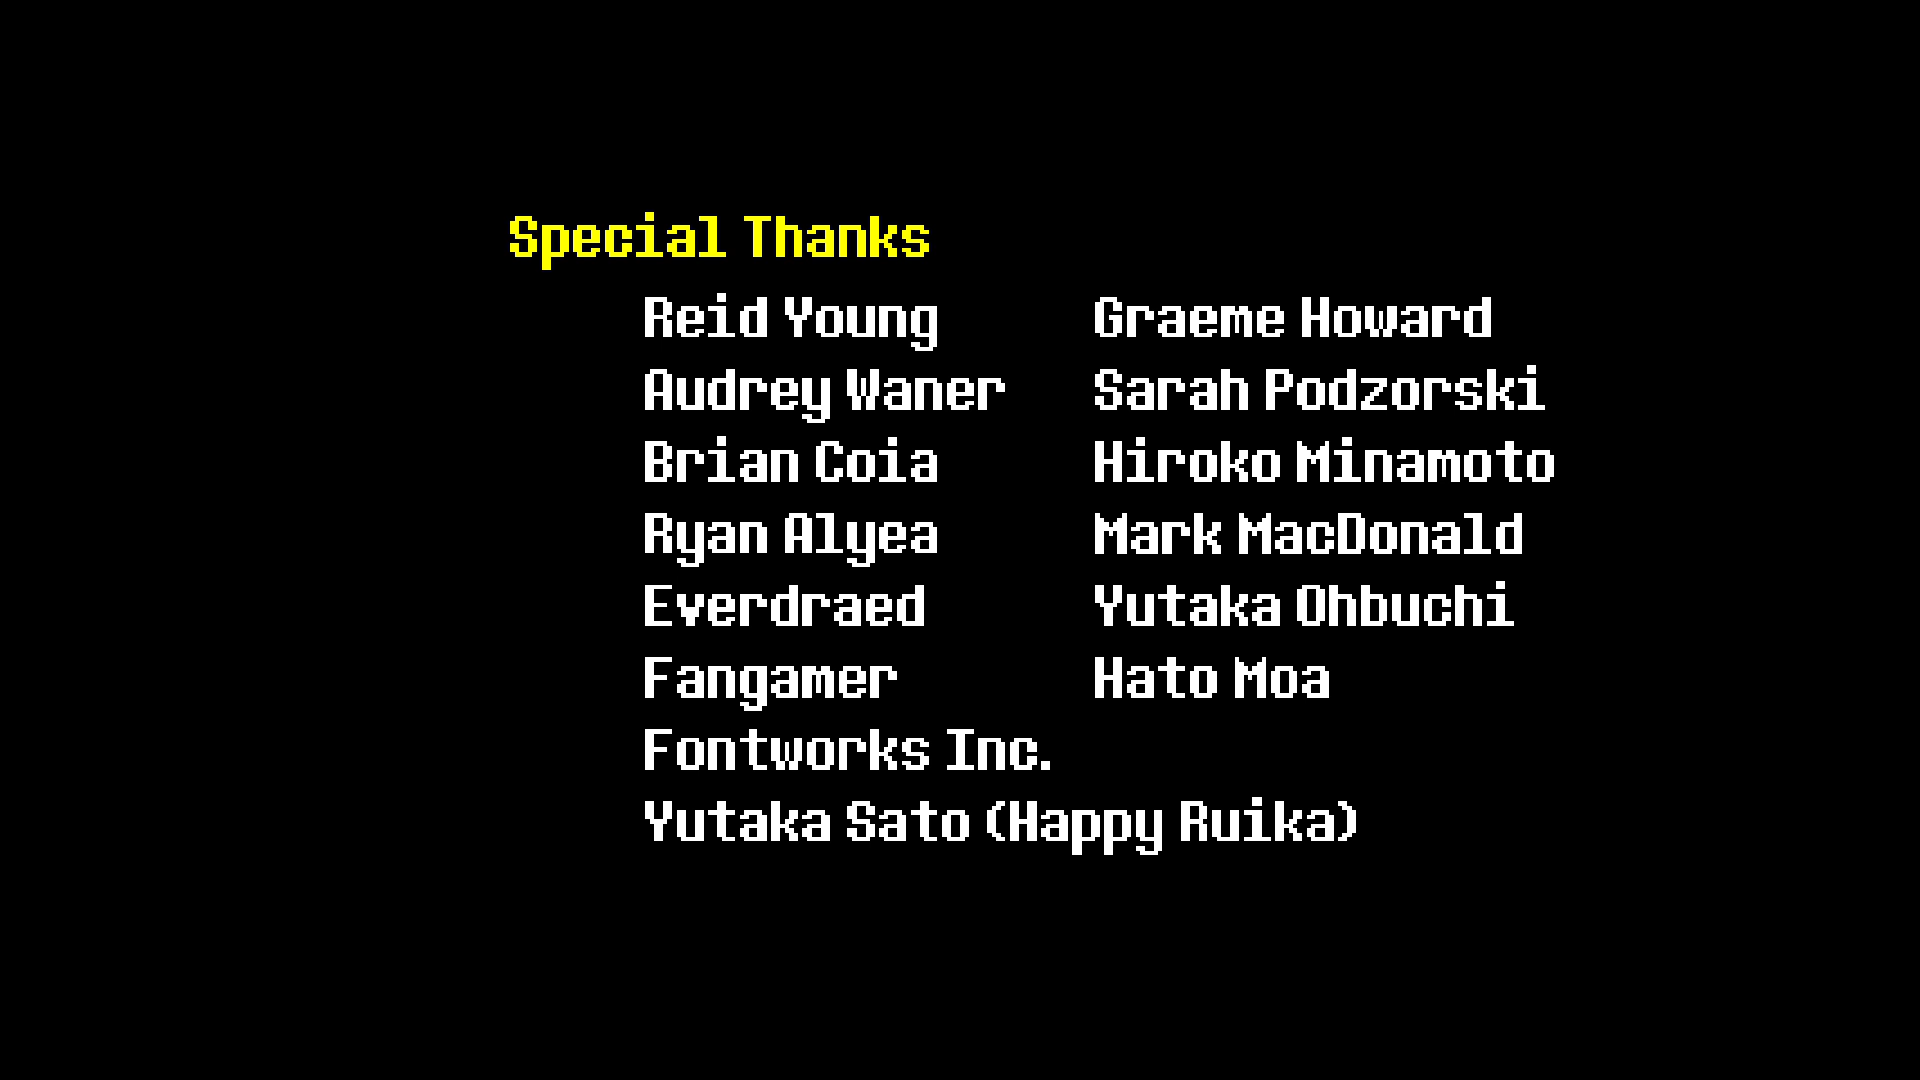 Special Thanks
Reid Young
Audrey Waner
Brian Coia
Ryan Alyea
Everdraed
Fangamer
Fontworks Inc.
Yutaka Sato (Happy Ruika)
Graeme Howard
Sarah Podzorski
Hiroko Minamoto
Mark MacDonald
Yutaka Ohbuchi
Hato Moa